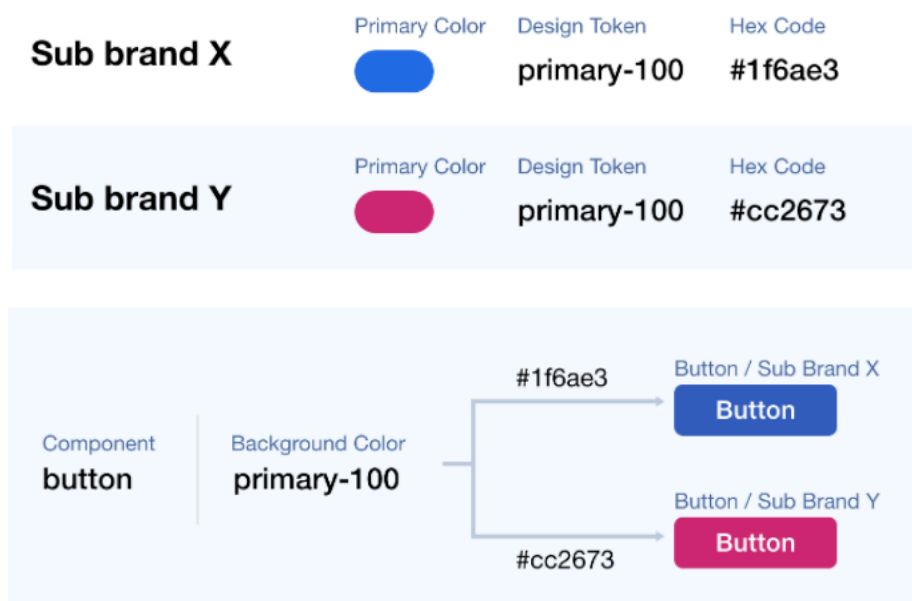 Primary Color Design Token Hex Code
Sub brand X primary-100 #1f6ae3
Primary Color Design Token Hex Code
Sub brand Y primary-100 #cc2673
#1f6ae3
Button / Sub Brand X
Button
Component Background Color
button primary-100
Button / Sub Brand Y
Button
#cc2673